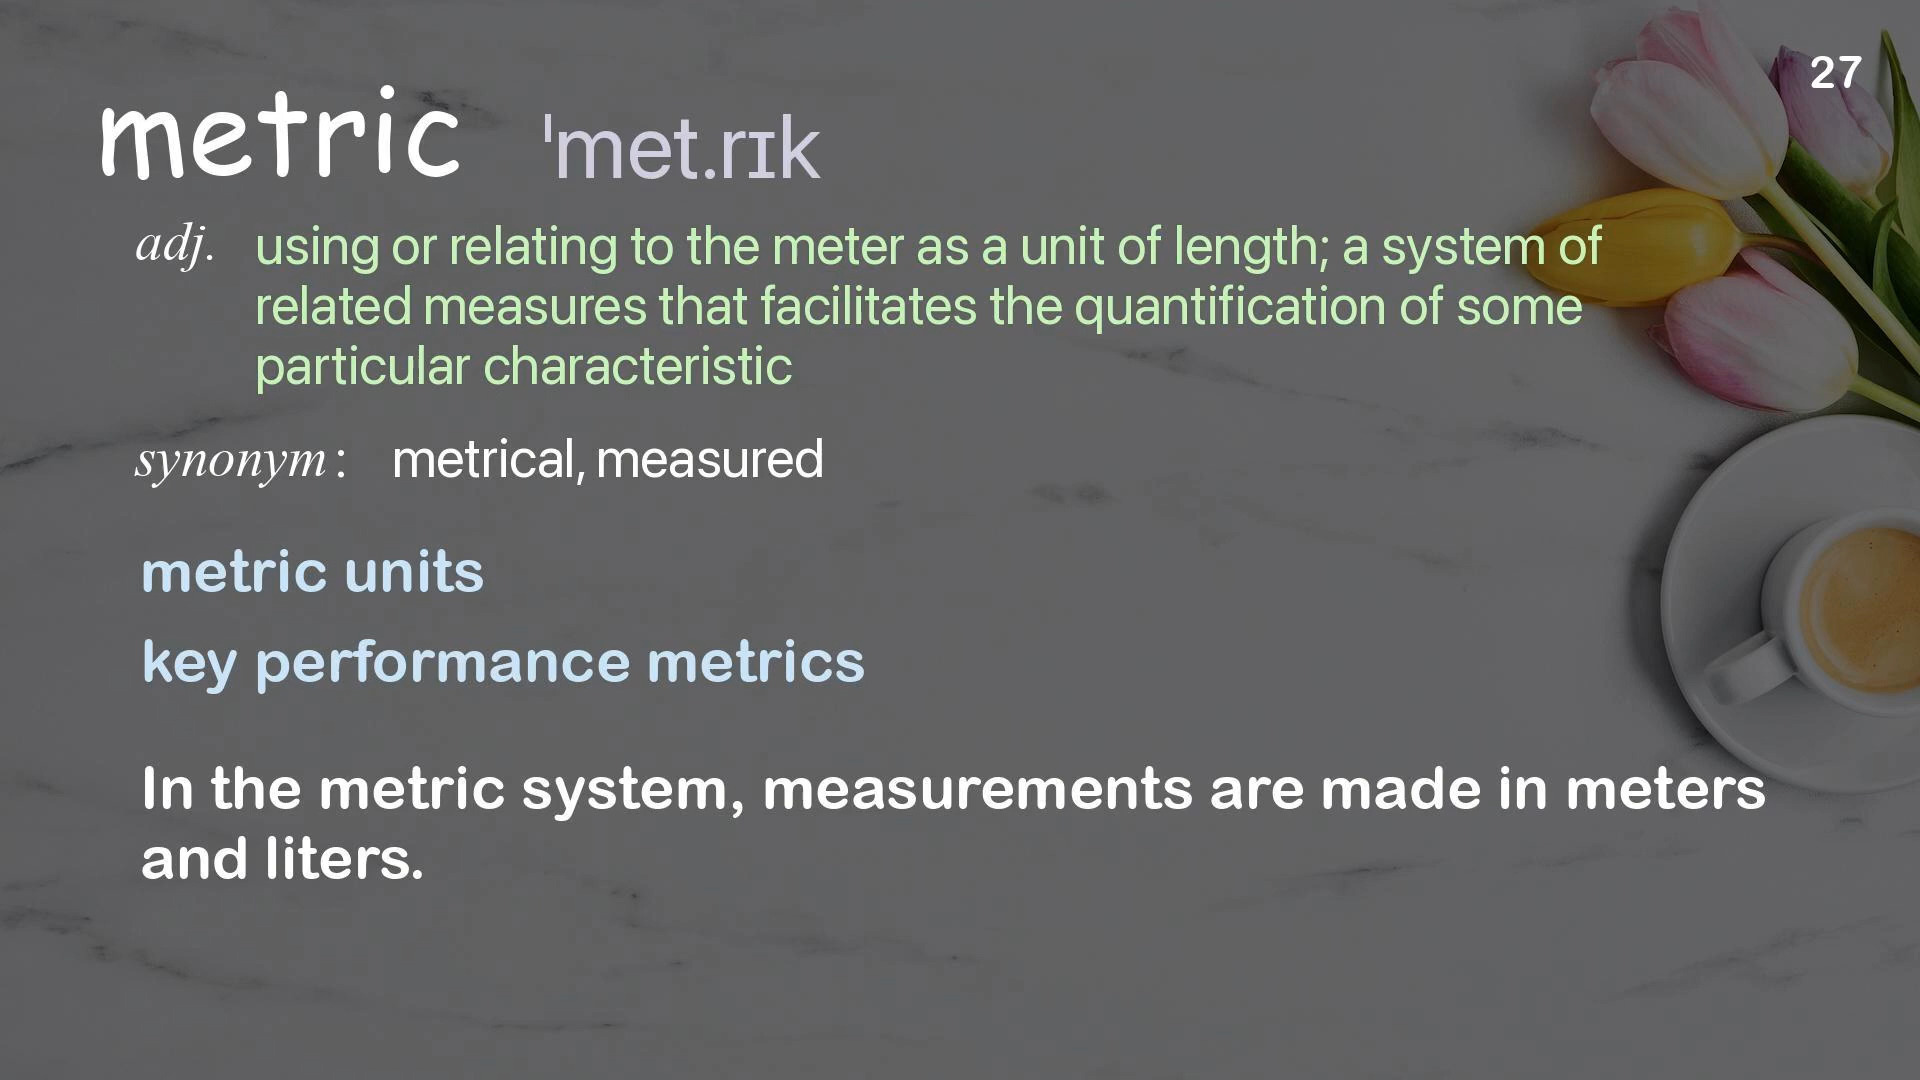 27
metric ˈmet.rɪk
adj. using or relating to the meter as a unit of length; a system of
related measures that facilitates the quantification of some
particular characteristic
synonym : metrical, measured
metric units
key performance metrics
In the metric system, measurements are made in meters
and liters.